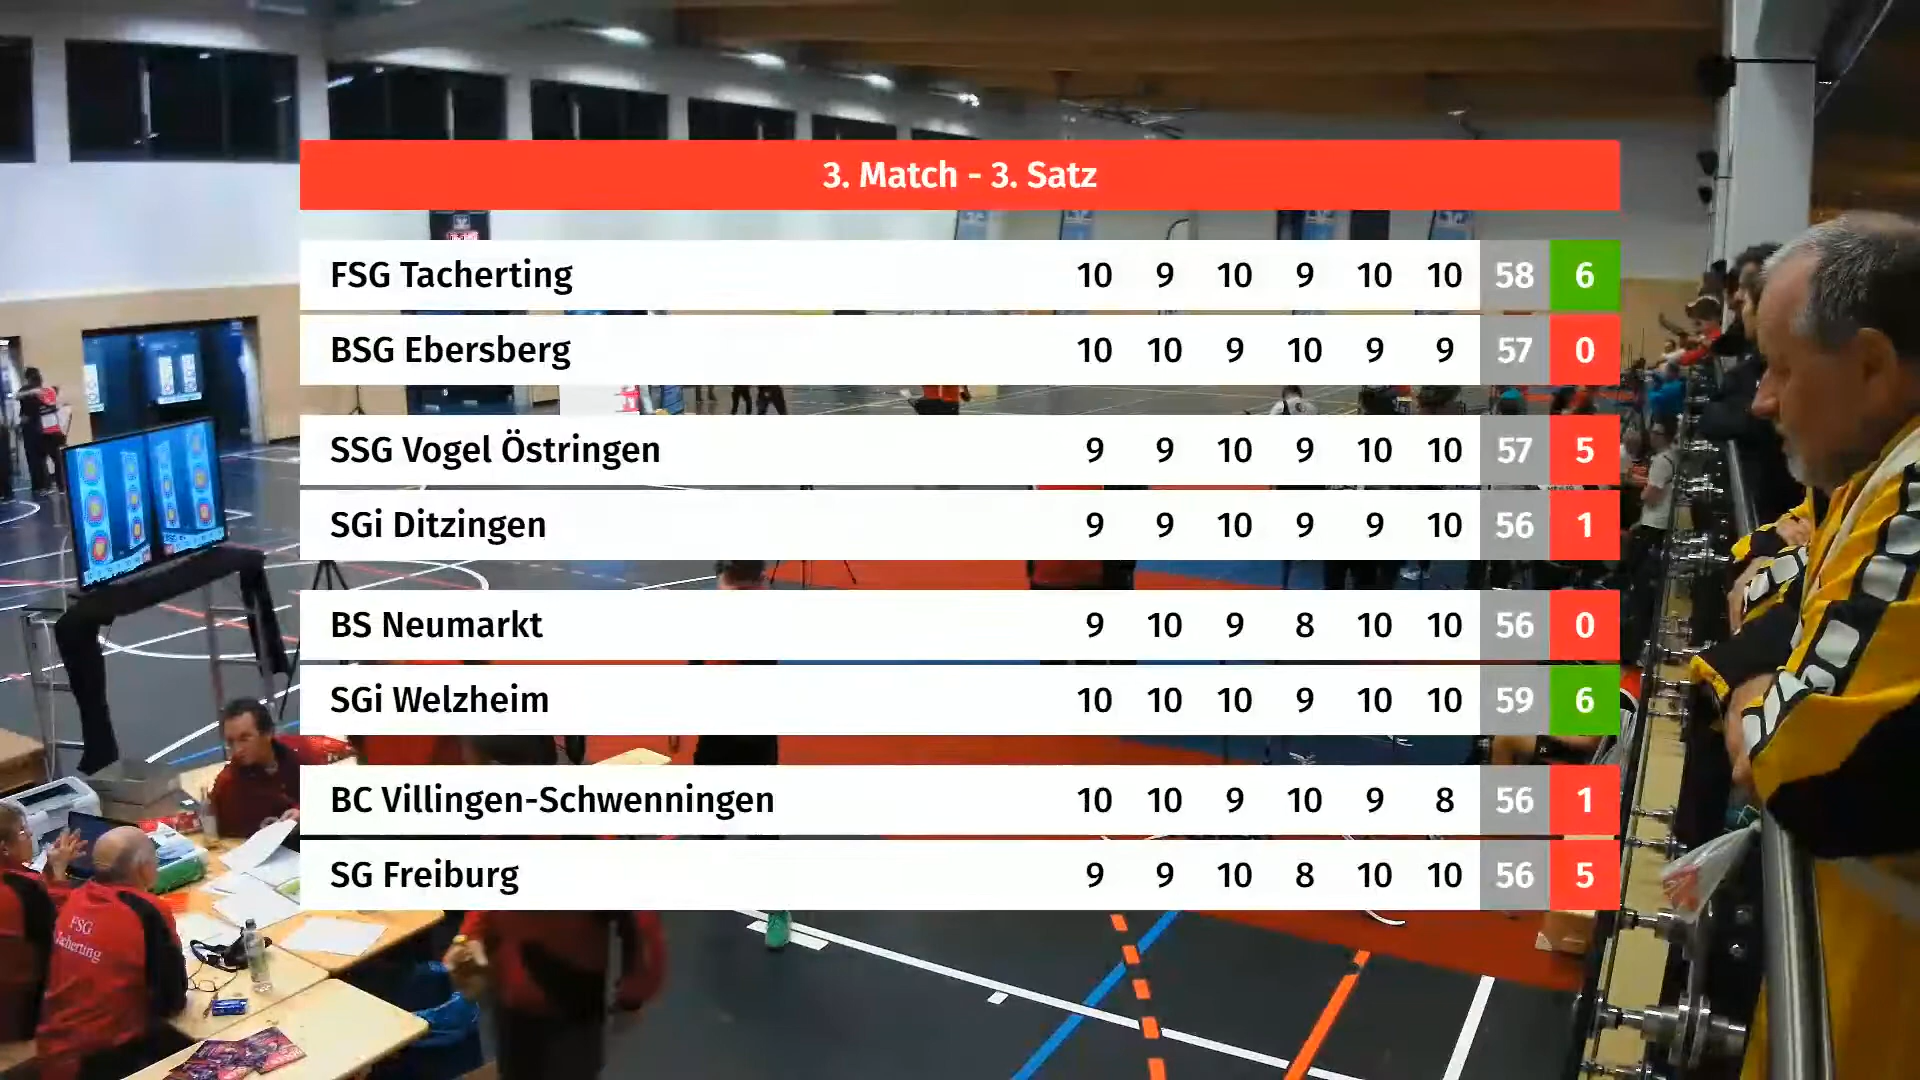 3. Match - 3. Satz
FSG Tacherting 10 9 10 9 10 10 58 6
BSG Ebersberg 10 10 9 10 9 9 57 0
SSG Vogel Östringen 9 9 10 9 10 10 57 5
SGi Ditzingen 9 9 10 9 9 10 56 1
BS Neumarkt 9 10 9 8 10 10 56 0
SGi Welzheim 10 10 10 9 10 10 59 6
BC Villingen-Schwenningen 10 10 9 10 9 8 56 1
SG Freiburg 9 9 10 8 10 10 56 5
FSG
Tacherting